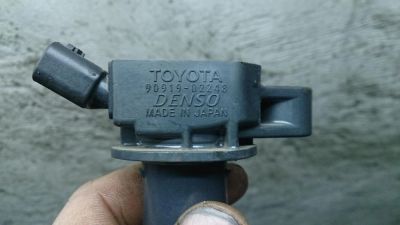 TOYOTA
90919-02248
DENSO
MADE IN JAPAN